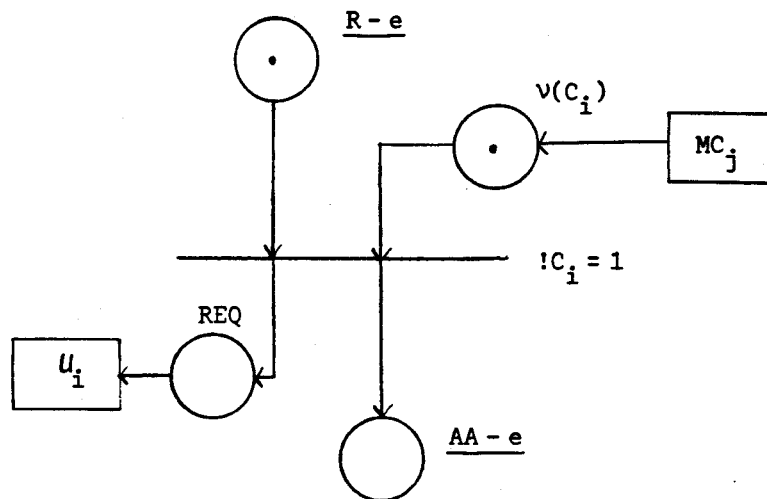 R - e
ν(C_i)
MC_j
!C_i = 1
REQ
U_i
AA - e